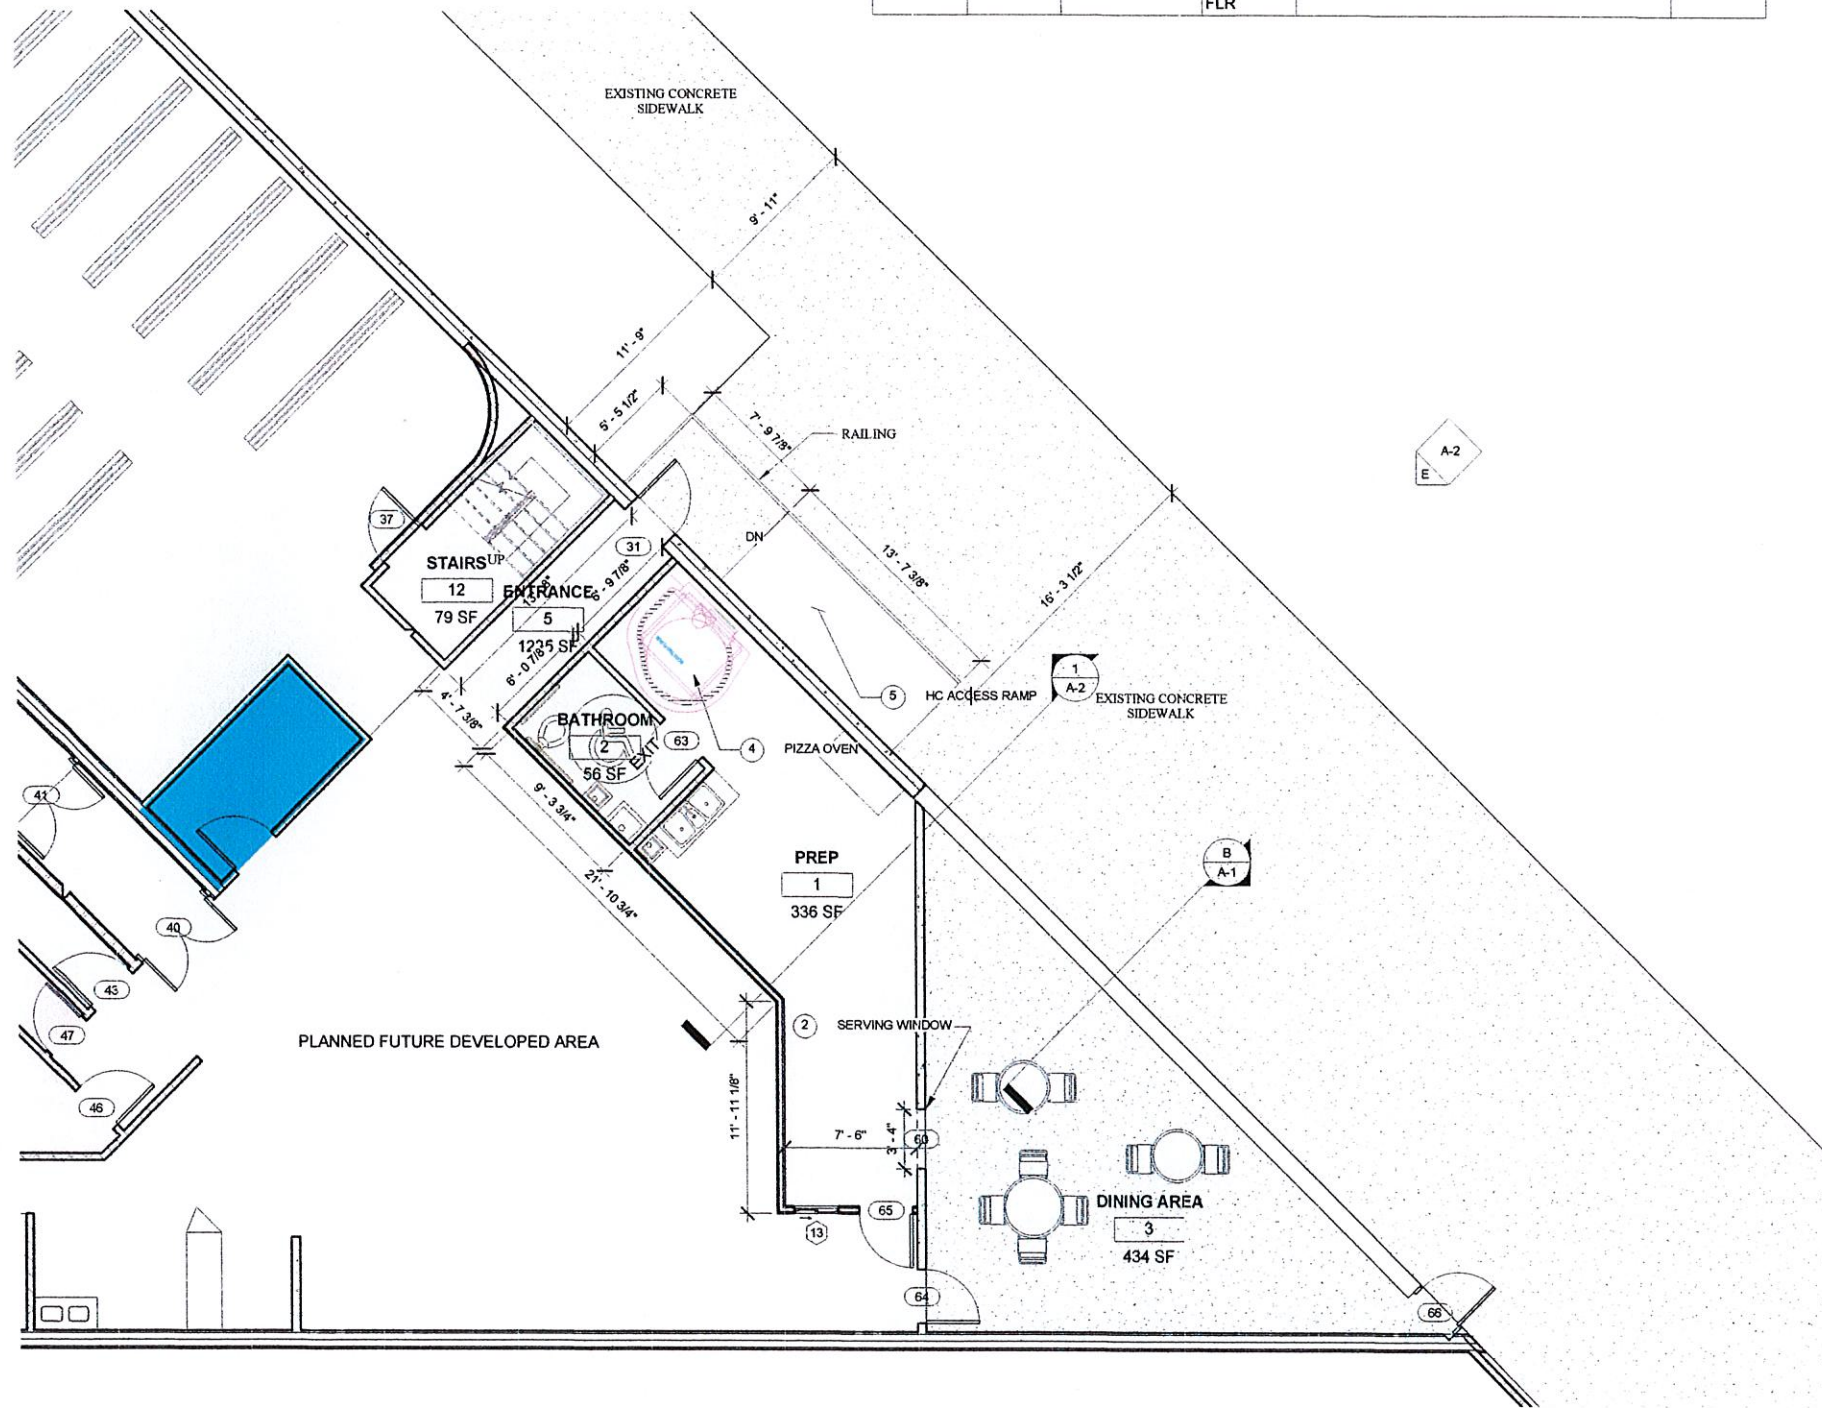 FLR
EXISTING CONCRETE
SIDEWALK
9' - 11"
11' - 9"
5' - 5 1/2"
7' - 9 7/8"
RAILING
A-2
E
37
31
DN
STAIRS
UP
12
79 SF
ENTRANCE
5
1225 SF
6' - 9 7/8"
13' - 7 3/8"
16' - 3 1/2"
6' - 0 7/8"
4' - 7 3/8"
1
A-2
5
HC ACCESS RAMP
EXISTING CONCRETE
SIDEWALK
BATHROOM
2
56 SF
EXIT
63
4
PIZZA OVEN
9' - 3 3/4"
21' - 10 3/4"
41
PREP
1
336 SF
B
A-1
40
43
47
46
PLANNED FUTURE DEVELOPED AREA
2
SERVING WINDOW
11' - 11 1/8"
7' - 6"
3' - 4"
60
65
13
64
DINING AREA
3
434 SF
66